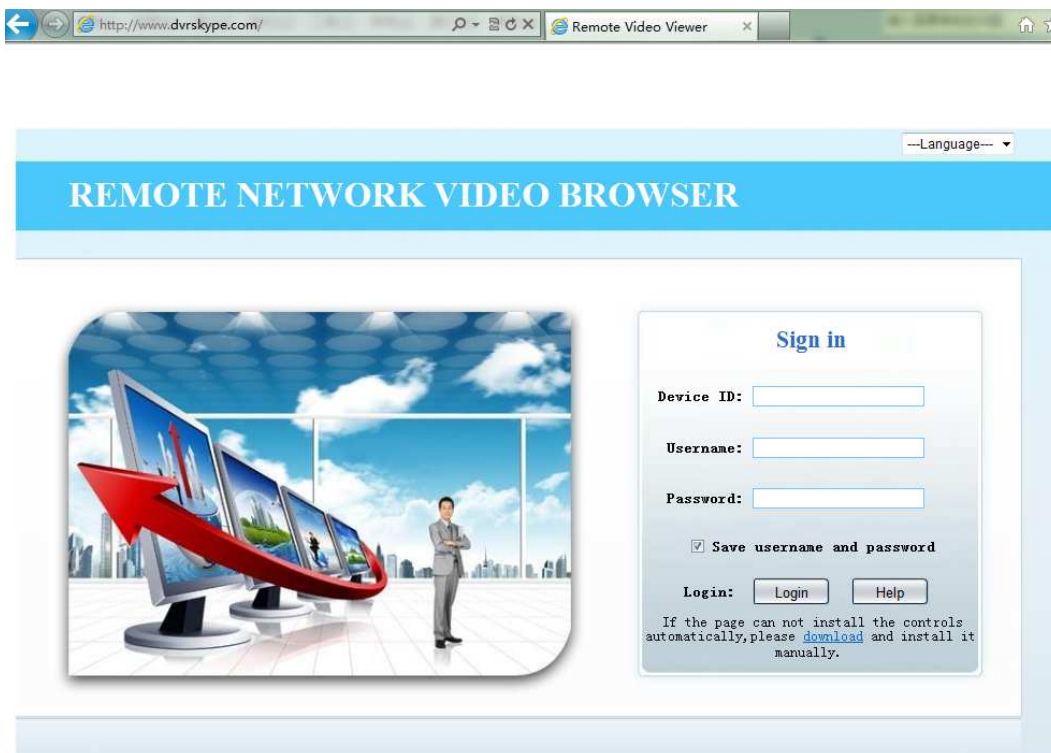 http://www.dvrskype.com/
Remote Video Viewer
---Language---
REMOTE NETWORK VIDEO BROWSER
Sign in
Device ID:
Username:
Password:
Save username and password
Login: Login Help
If the page can not install the controls
automatically,please download and install it
manually.